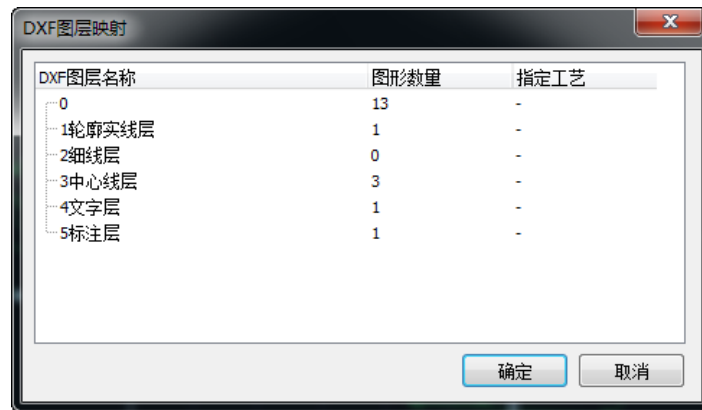 DXF图层映射
DXF图层名称 图形数量 指定工艺
0 13 -
1轮廓实线层 1 -
2细线层 0 -
3中心线层 3 -
4文字层 1 -
5标注层 1 -
确定 取消